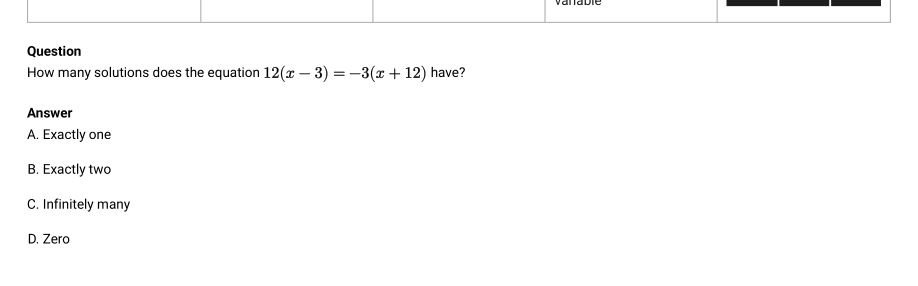 variable
Question
How many solutions does the equation 12(x − 3) = −3(x + 12) have?
Answer
A. Exactly one
B. Exactly two
C. Infinitely many
D. Zero